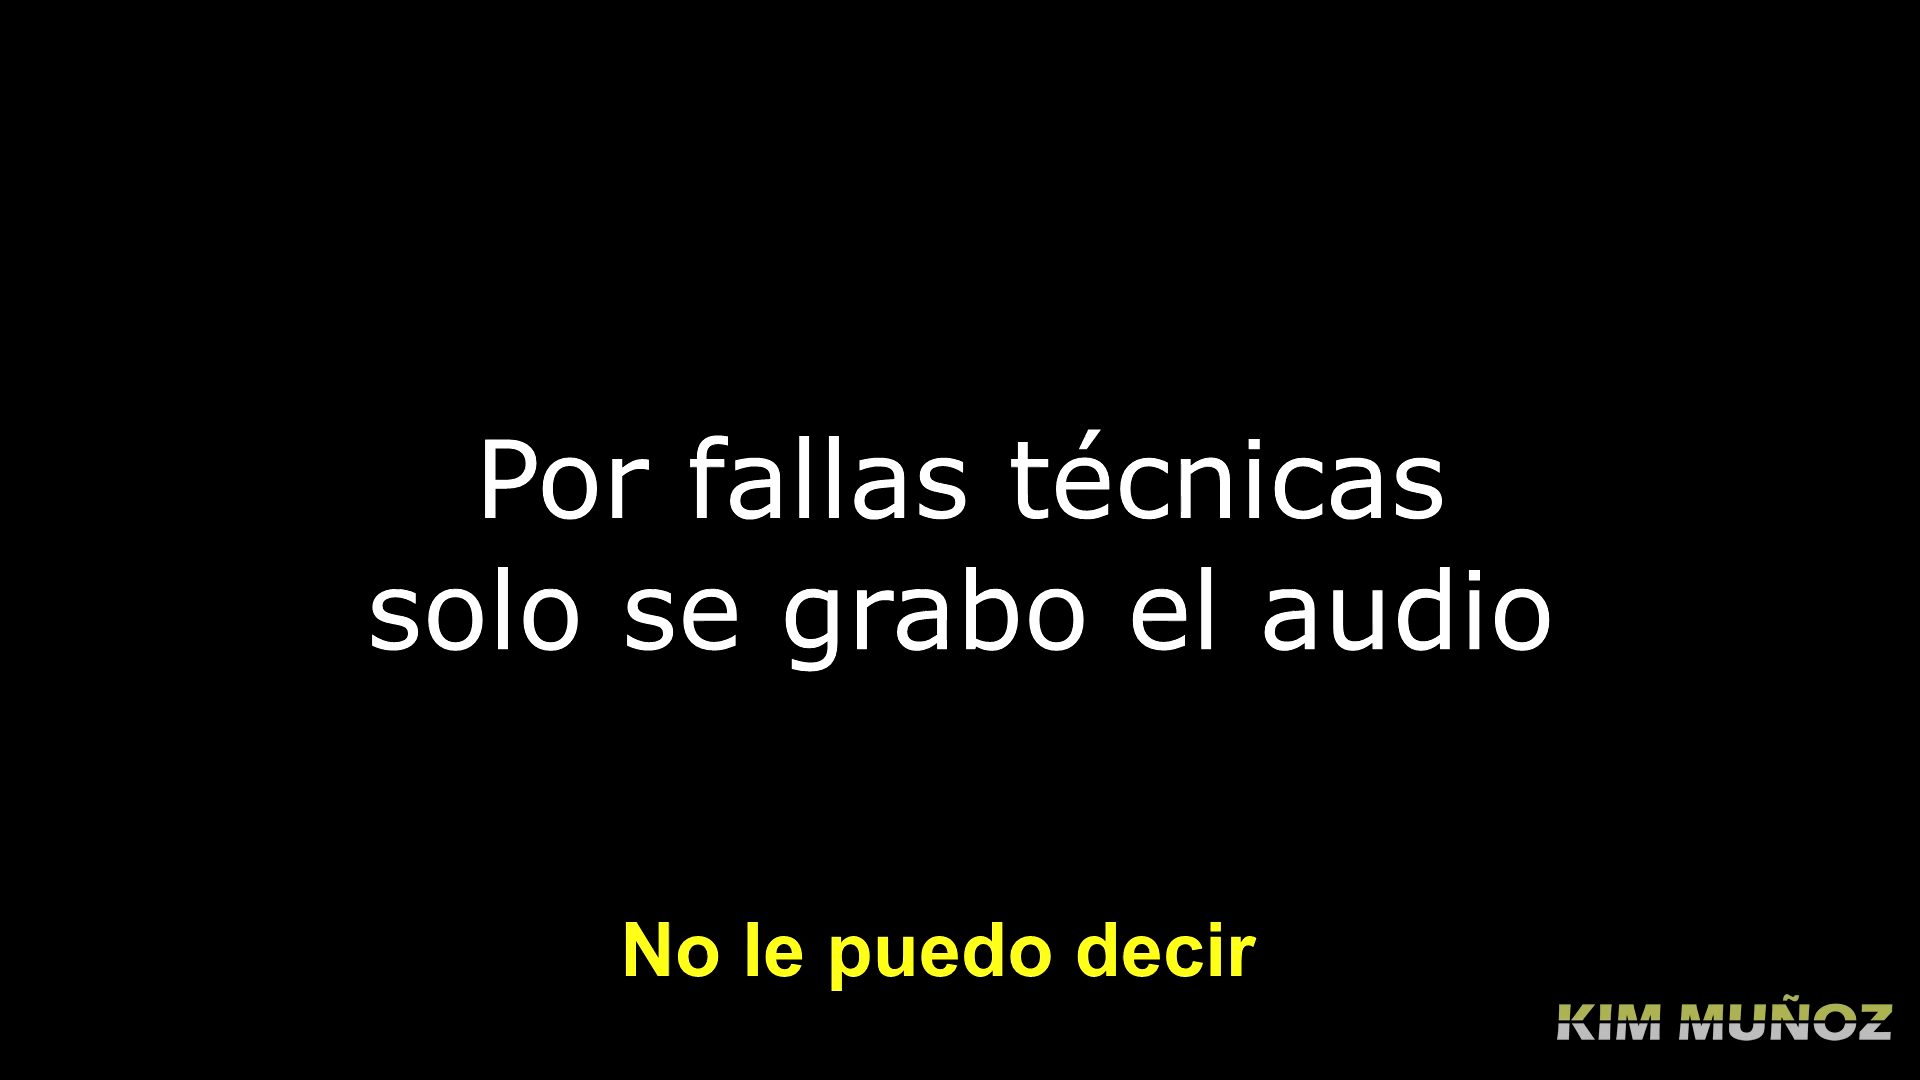 Por fallas técnicas
solo se grabo el audio
No le puedo decir
KIM MUÑOZ